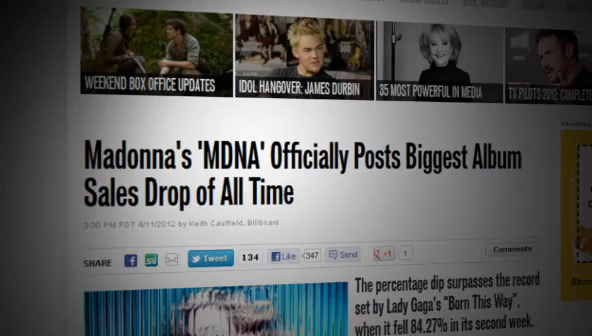 WEEKEND BOX OFFICE UPDATES
IDOL HANGOVER: JAMES DURBIN
35 MOST POWERFUL IN MEDIA
TV PILOTS 2012: COMPLETE
Madonna's 'MDNA' Officially Posts Biggest Album
Sales Drop of All Time
3:30 PM PDT 4/11/2012 by Keith Caulfield, Billboard
SHARE
Tweet
134
Like
347
Send
+1
1
Comments
The percentage dip surpasses the record
set by Lady Gaga's "Born This Way",
when it fell 84.27% in its second week.